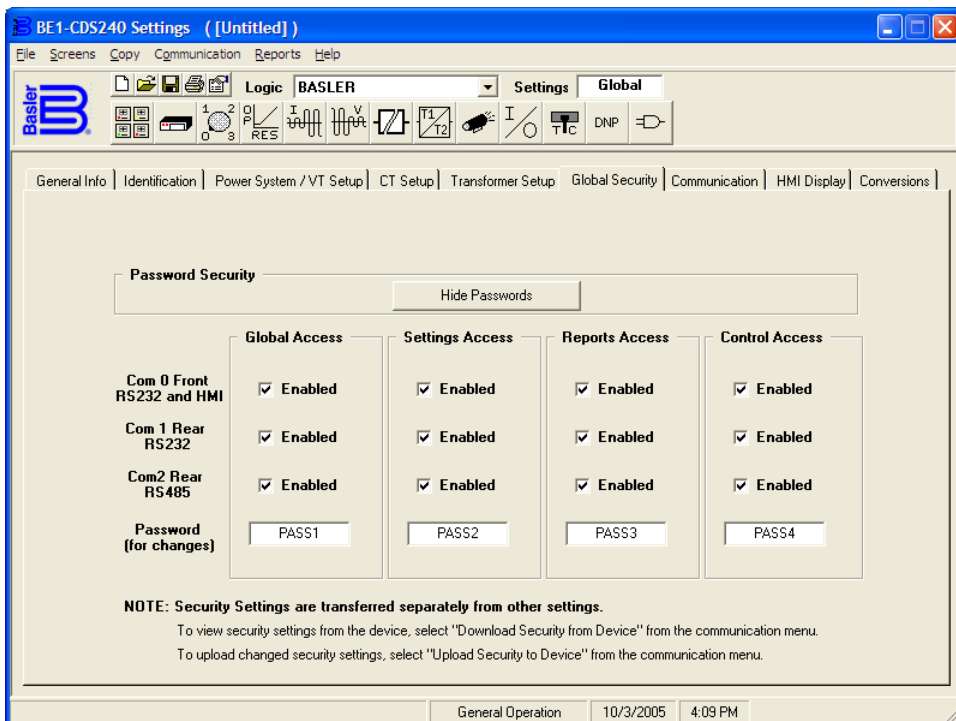 BE1-CDS240 Settings ( [Untitled] )
File Screens Copy Communication Reports Help
Basler
Logic BASLER Settings Global
0 1 2 3
O P L RES
I
V
T1 T2
I/O
TTC
DNP
General Info Identification Power System / VT Setup CT Setup Transformer Setup Global Security Communication HMI Display Conversions
Password Security
Hide Passwords
Global Access Settings Access Reports Access Control Access
Com 0 Front
RS232 and HMI
Enabled Enabled Enabled Enabled
Com 1 Rear
RS232
Enabled Enabled Enabled Enabled
Com2 Rear
RS485
Enabled Enabled Enabled Enabled
Password
(for changes)
PASS1 PASS2 PASS3 PASS4
NOTE: Security Settings are transferred separately from other settings.
To view security settings from the device, select "Download Security from Device" from the communication menu.
To upload changed security settings, select "Upload Security to Device" from the communication menu.
General Operation 10/3/2005 4:09 PM